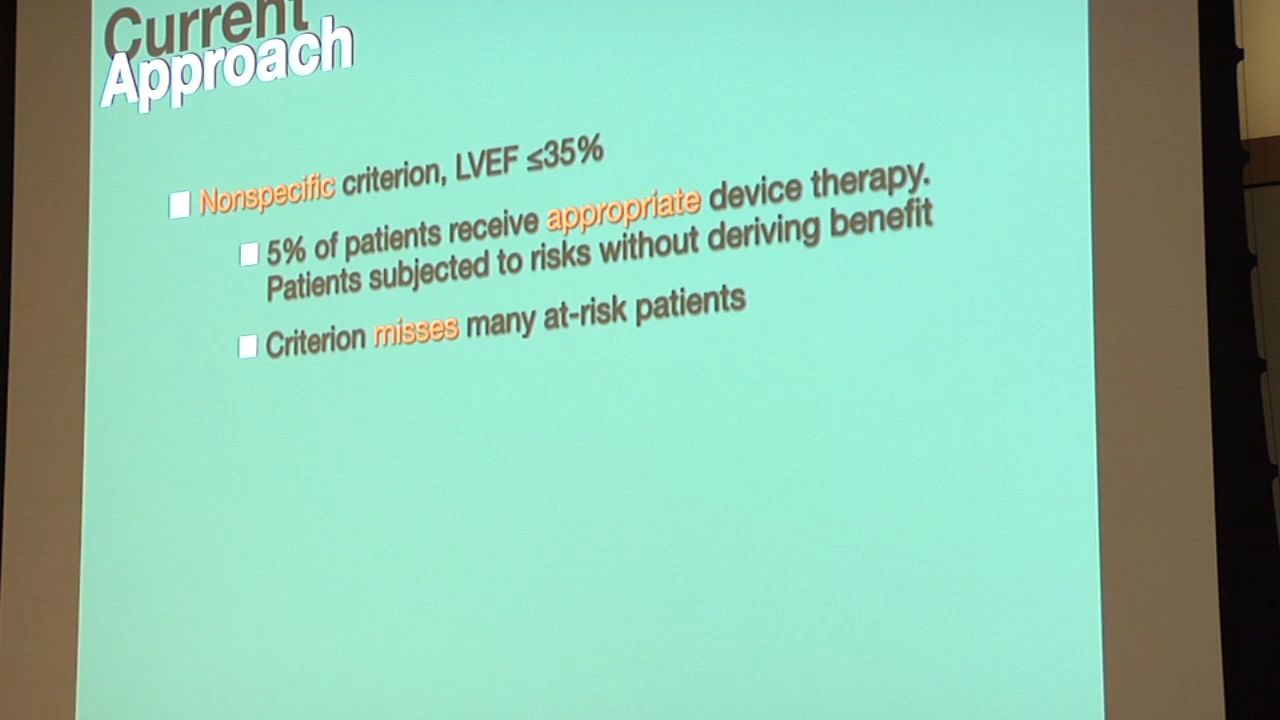 Current
Approach
Nonspecific criterion, LVEF ≤35%
5% of patients receive appropriate device therapy.
Patients subjected to risks without deriving benefit
Criterion misses many at-risk patients